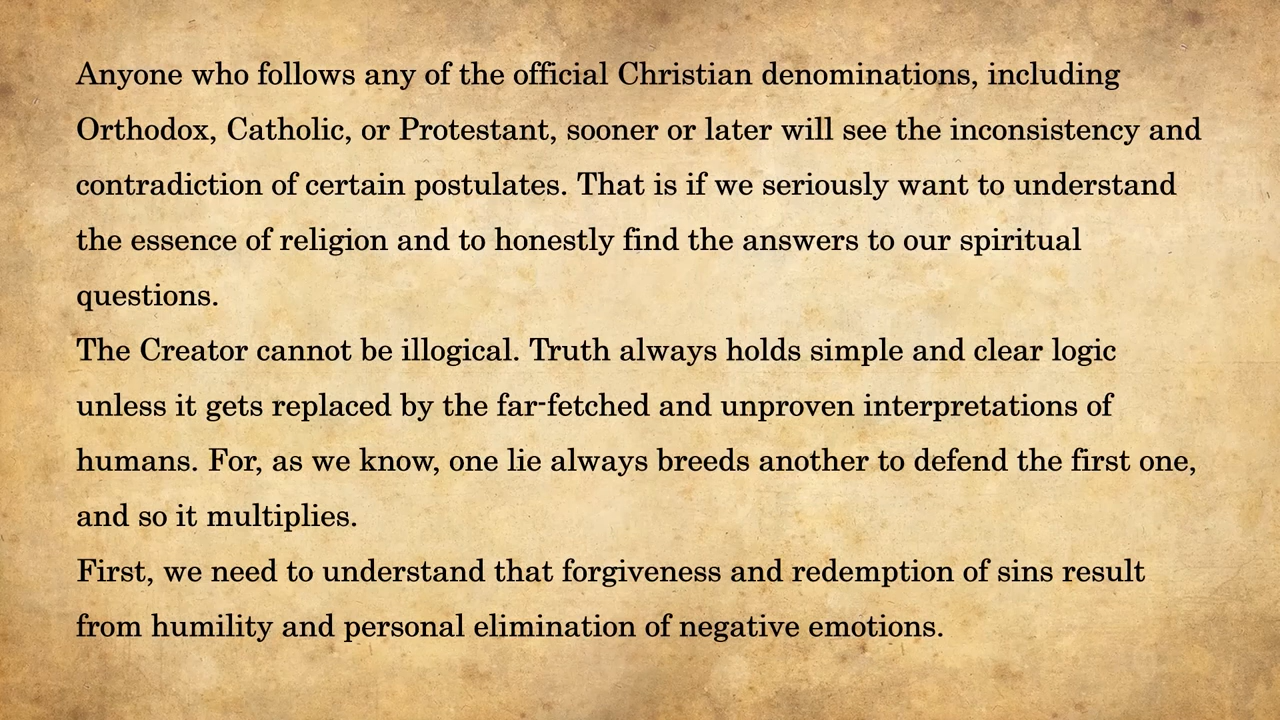 Anyone who follows any of the official Christian denominations, including
Orthodox, Catholic, or Protestant, sooner or later will see the inconsistency and
contradiction of certain postulates. That is if we seriously want to understand
the essence of religion and to honestly find the answers to our spiritual
questions.
The Creator cannot be illogical. Truth always holds simple and clear logic
unless it gets replaced by the far-fetched and unproven interpretations of
humans. For, as we know, one lie always breeds another to defend the first one,
and so it multiplies.
First, we need to understand that forgiveness and redemption of sins result
from humility and personal elimination of negative emotions.